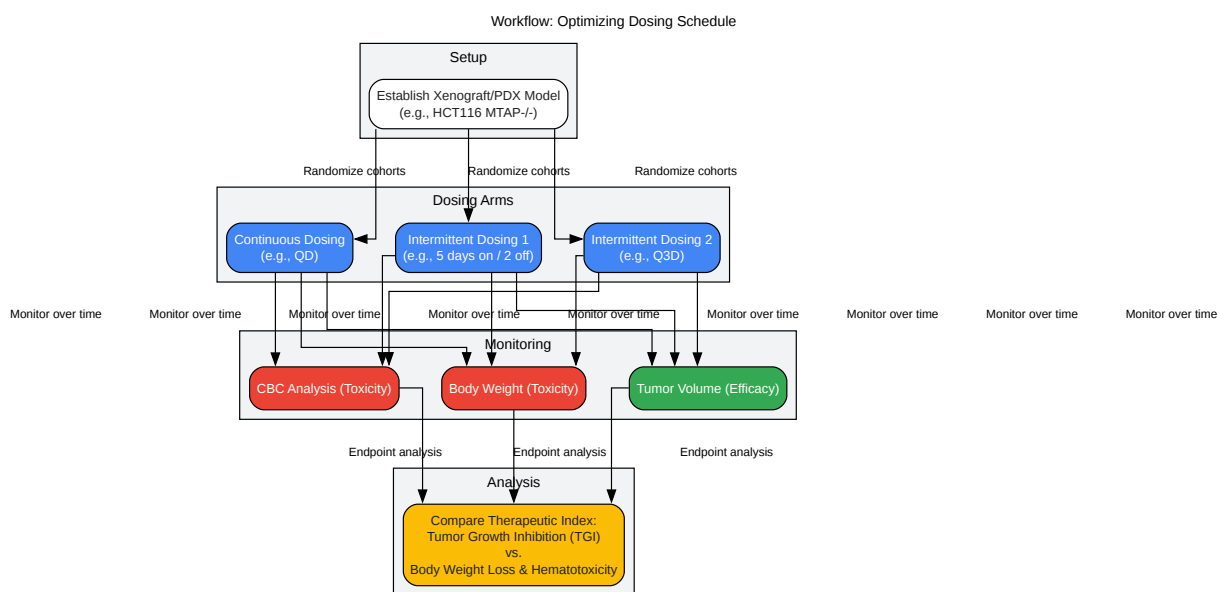 Workflow: Optimizing Dosing Schedule
Setup
Establish Xenograft/PDX Model
(e.g., HCT116 MTAP-/-)
Randomize cohorts
Randomize cohorts
Randomize cohorts
Dosing Arms
Continuous Dosing
(e.g., QD)
Intermittent Dosing 1
(e.g., 5 days on / 2 off)
Intermittent Dosing 2
(e.g., Q3D)
Monitor over time
Monitor over time
Monitor over time
Monitor over time
Monitor over time
Monitor over time
Monitor over time
Monitor over time
Monitor over time
Monitoring
CBC Analysis (Toxicity)
Body Weight (Toxicity)
Tumor Volume (Efficacy)
Endpoint analysis
Endpoint analysis
Endpoint analysis
Analysis
Compare Therapeutic Index:
Tumor Growth Inhibition (TGI)
vs.
Body Weight Loss & Hematotoxicity